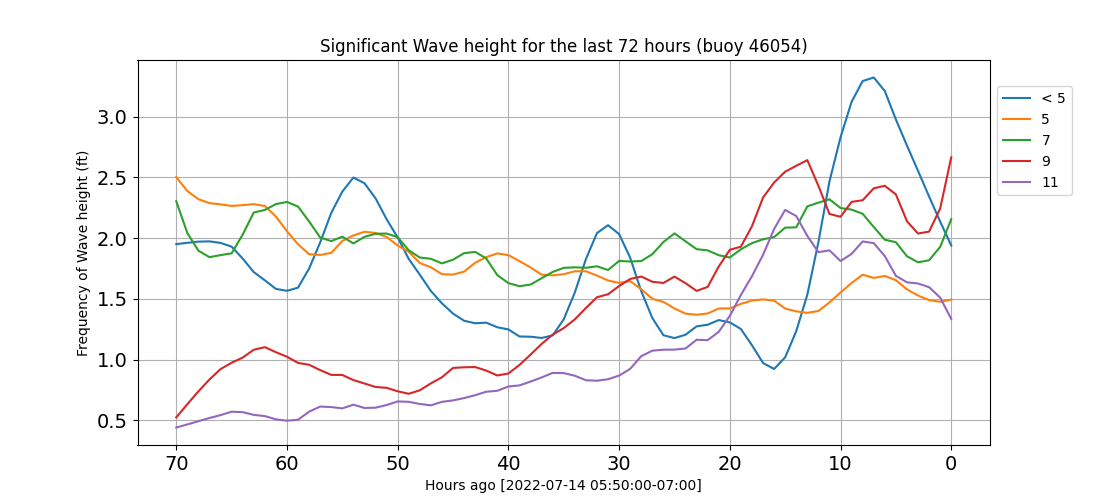 Significant Wave height for the last 72 hours (buoy 46054)
Frequency of Wave height (ft)
3.0
2.5
2.0
1.5
1.0
0.5
70 60 50 40 30 20 10 0
Hours ago [2022-07-14 05:50:00-07:00]
< 5
5
7
9
11